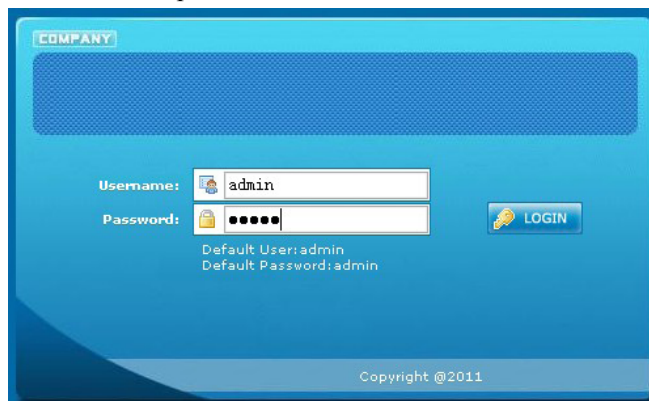 COMPANY
Username: admin
Password: ●●●●●
LOGIN
Default User:admin
Default Password:admin
Copyright @2011